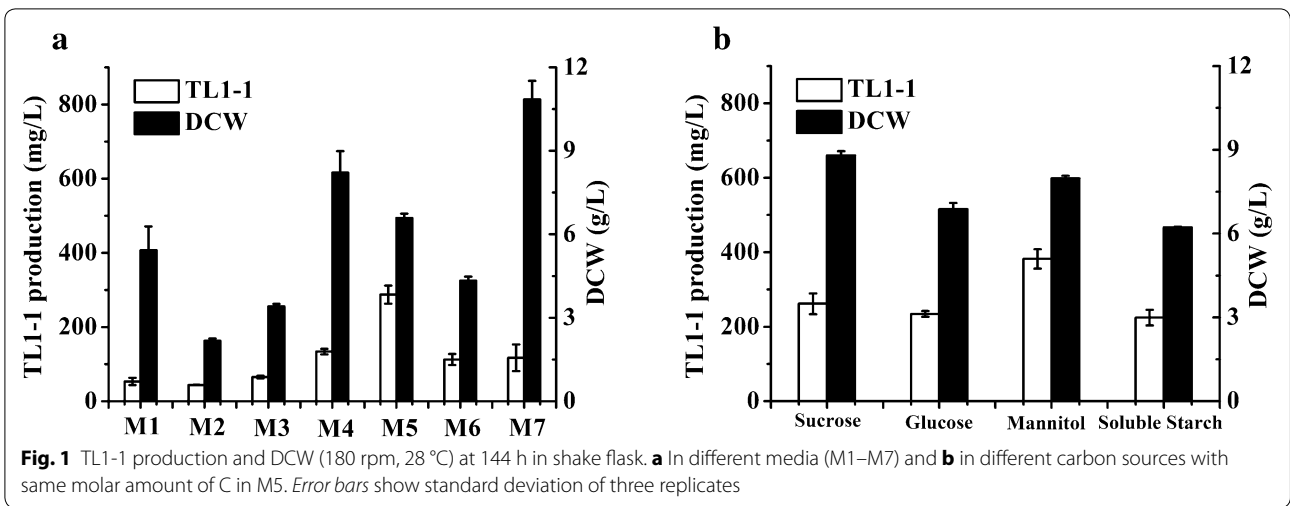 a
TL1-1
DCW
TL1-1 production (mg/L)
800
600
400
200
0
12
9
6
3
0
DCW (g/L)
M1 M2 M3 M4 M5 M6 M7
b
TL1-1
DCW
TL1-1 production (mg/L)
800
600
400
200
0
12
9
6
3
0
DCW (g/L)
Sucrose Glucose Mannitol Soluble Starch
Fig. 1 TL1-1 production and DCW (180 rpm, 28 °C) at 144 h in shake flask. a In different media (M1–M7) and b in different carbon sources with
same molar amount of C in M5. Error bars show standard deviation of three replicates